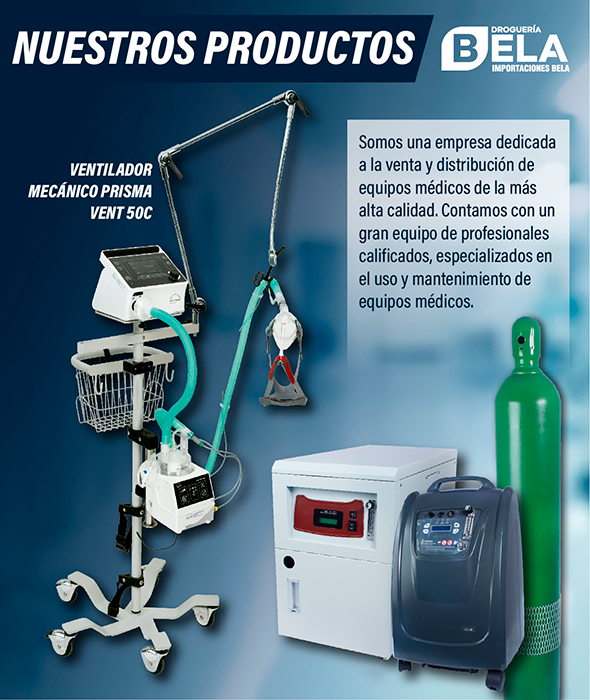 NUESTROS PRODUCTOS
DROGUERÍA
BELA
IMPORTACIONES BELA
VENTILADOR
MECÁNICO PRISMA
VENT 50C
Somos una empresa dedicada
a la venta y distribución de
equipos médicos de la más
alta calidad. Contamos con un
gran equipo de profesionales
calificados, especializados en
el uso y mantenimiento de
equipos médicos.